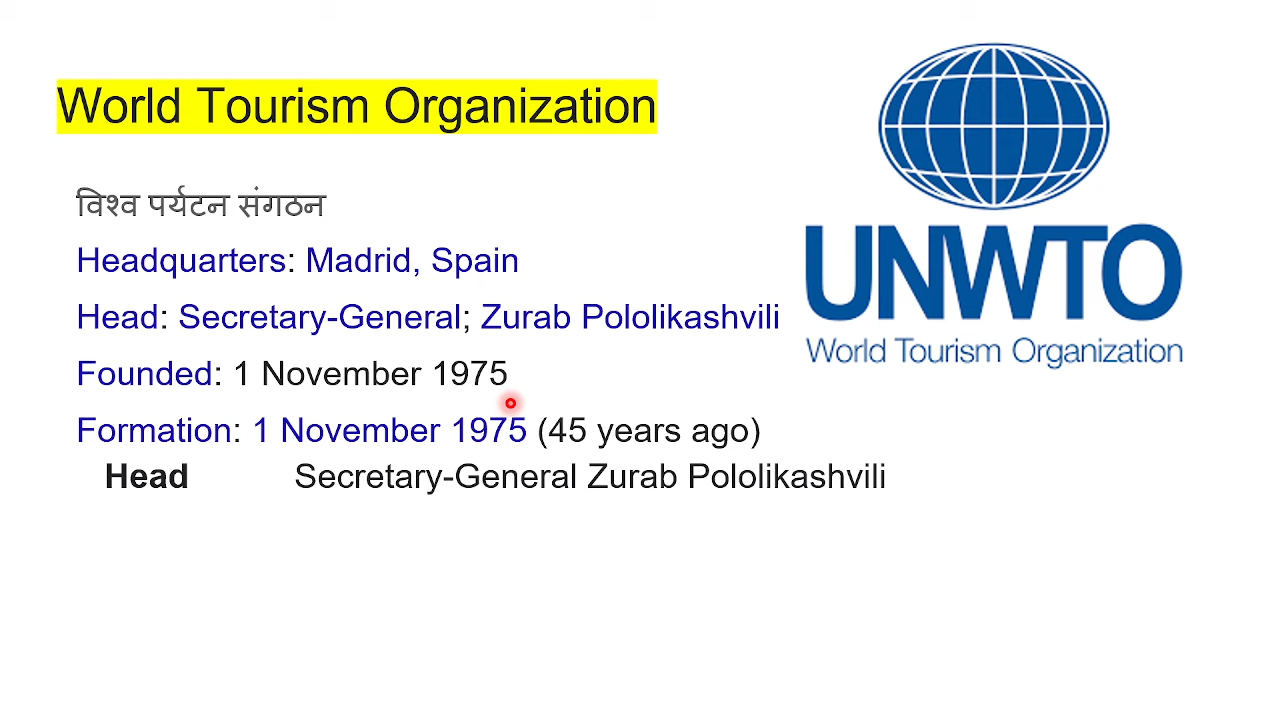 World Tourism Organization
विश्व पर्यटन संगठन
Headquarters: Madrid, Spain
Head: Secretary-General; Zurab Pololikashvili
Founded: 1 November 1975
Formation: 1 November 1975 (45 years ago)
Head Secretary-General Zurab Pololikashvili
UNWTO
World Tourism Organization